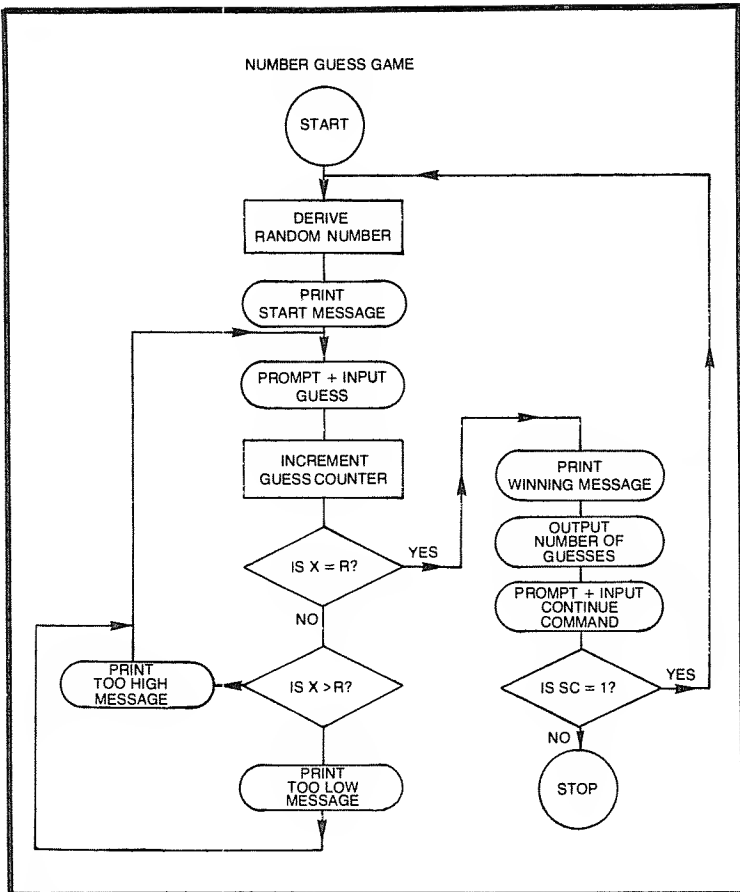 NUMBER GUESS GAME
START
DERIVE
RANDOM NUMBER
PRINT
START MESSAGE
PROMPT + INPUT
GUESS
INCREMENT
GUESS COUNTER
IS X = R?
YES
NO
IS X >R?
PRINT
TOO HIGH
MESSAGE
PRINT
TOO LOW
MESSAGE
PRINT
WINNING MESSAGE
OUTPUT
NUMBER OF
GUESSES
PROMPT + INPUT
CONTINUE
COMMAND
IS SC = 1?
YES
NO
STOP